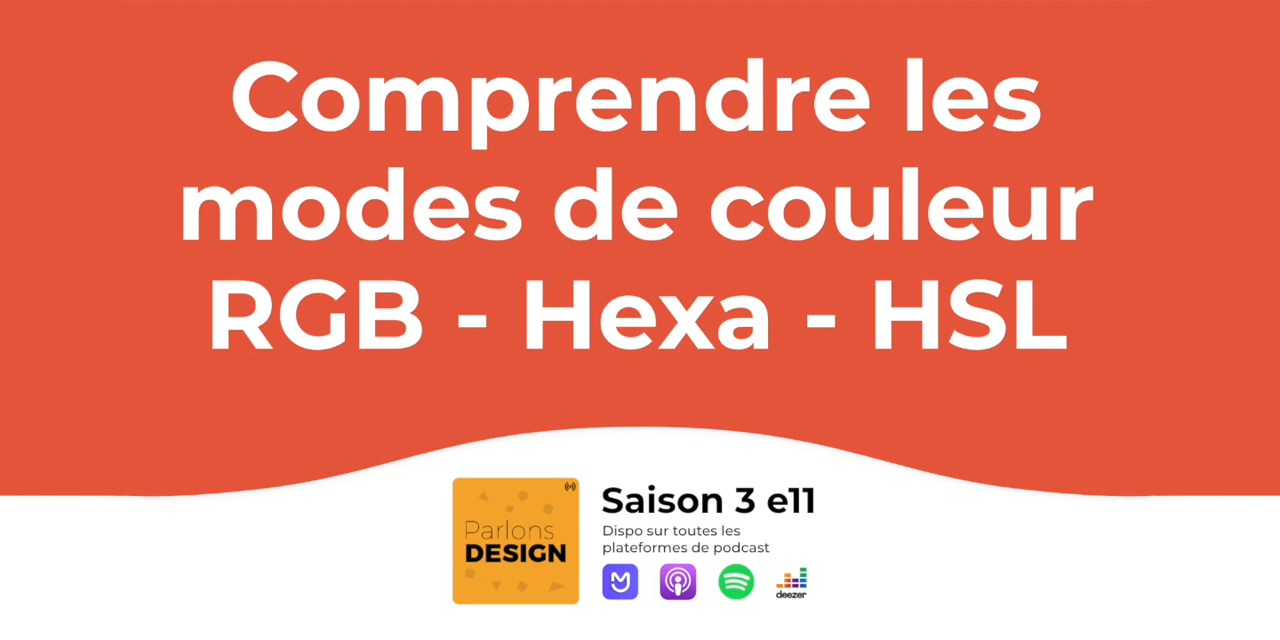 Comprendre les
modes de couleur
RGB - Hexa - HSL
Parlons
DESIGN
Saison 3 e11
Dispo sur toutes les
plateformes de podcast
deezer